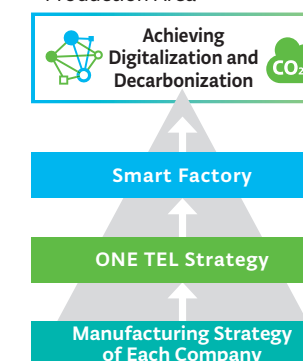 Production Area
Achieving
Digitalization and
Decarbonization
CO₂
Smart Factory
ONE TEL Strategy
Manufacturing Strategy
of Each Company